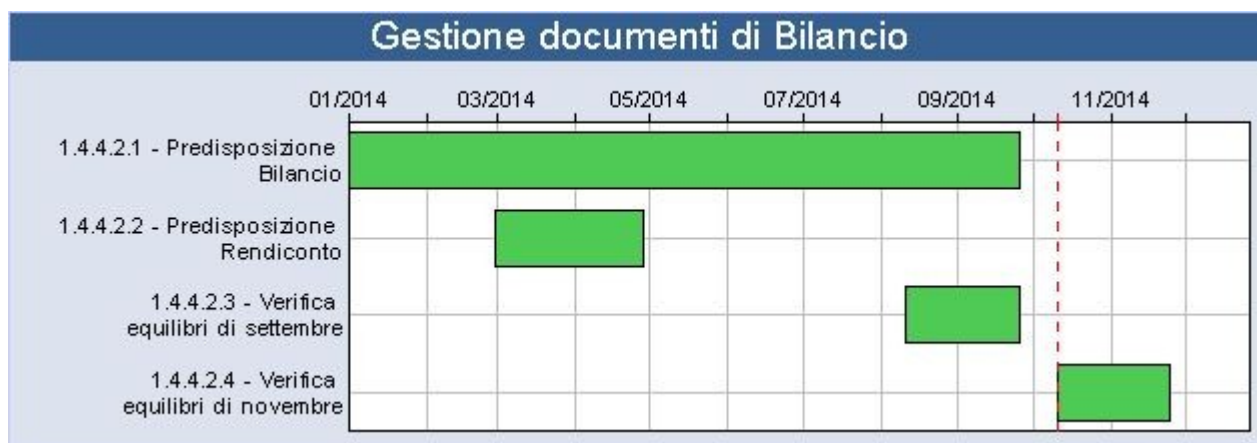 Gestione documenti di Bilancio
01/2014 03/2014 05/2014 07/2014 09/2014 11/2014
1.4.4.2.1 - Predisposizione
Bilancio
1.4.4.2.2 - Predisposizione
Rendiconto
1.4.4.2.3 - Verifica
equilibri di settembre
1.4.4.2.4 - Verifica
equilibri di novembre